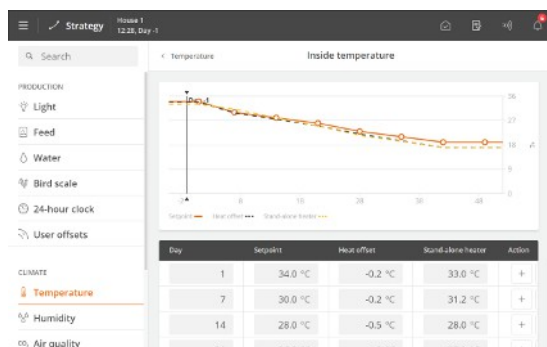 Strategy
House 1
12:28, Day -1
Search
Temperature
Inside temperature
PRODUCTION
Light
Feed
Water
Bird scale
24-hour clock
User offsets
CLIMATE
Temperature
Humidity
CO₂ Air quality
Day -1
36
27
18
9
0
-2
8
18
28
38
48
°C
Setpoint
Heat offset
Stand-alone heater
Day Setpoint Heat offset Stand-alone heater Action
1 34.0 °C -0.2 °C 33.0 °C +
7 30.0 °C -0.2 °C 31.2 °C +
14 28.0 °C -0.5 °C 28.0 °C +